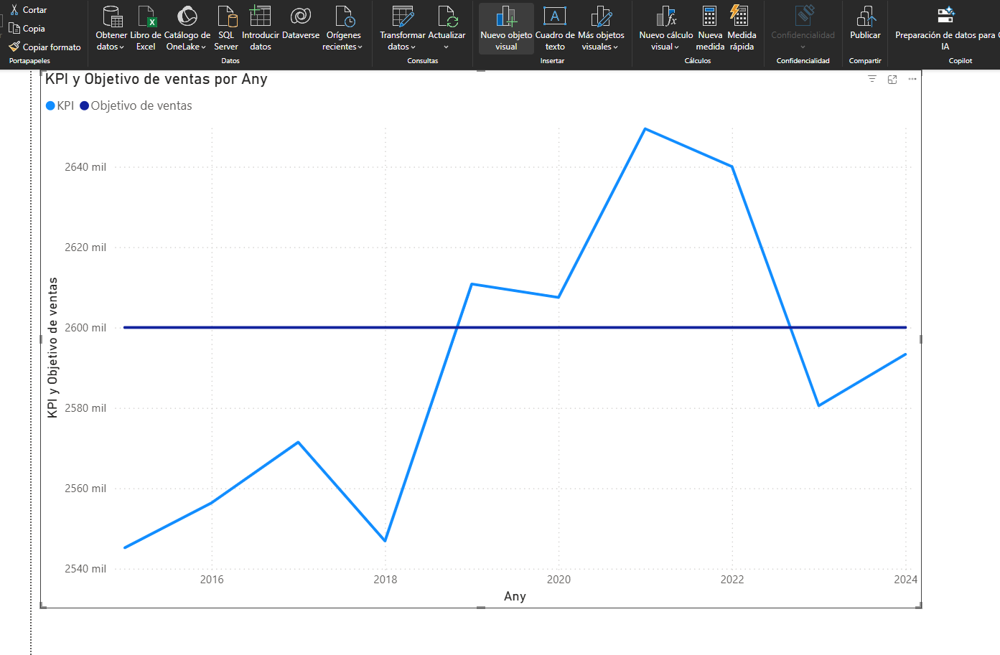 Cortar
Copia
Copiar formato
Portapapeles
Obtener datos
Libro de Excel
Catálogo de OneLake
SQL Server
Introducir datos
Dataverse
Orígenes recientes
Datos
Transformar datos
Actualizar
Consultas
Nuevo objeto visual
Cuadro de texto
Más objetos visuales
Insertar
Nuevo cálculo visual
Nueva medida
Medida rápida
Cálculos
Confidencialidad
Confidencialidad
Publicar
Compartir
Preparación de datos para IA
Copilot
KPI y Objetivo de ventas por Any
KPI Objetivo de ventas
KPI y Objetivo de ventas
2640 mil
2620 mil
2600 mil
2580 mil
2560 mil
2540 mil
2016 2018 2020 2022 2024
Any